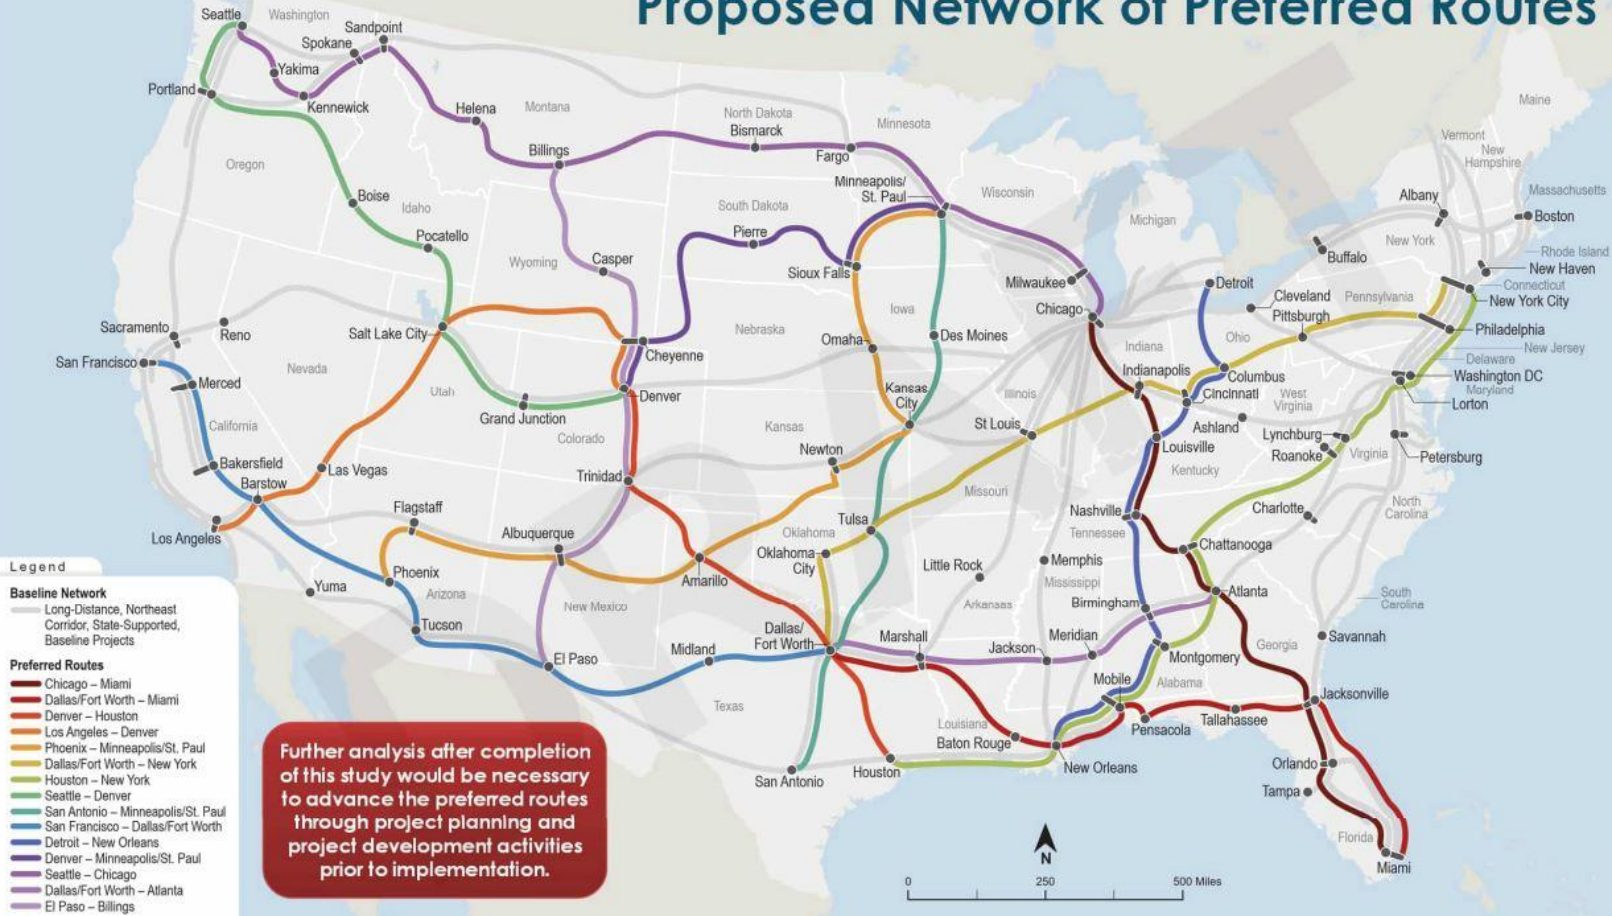 Proposed Network of Preferred Routes
Seattle
Washington
Sandpoint
Spokane
Yakima
Portland
Kennewick
Helena
Montana
North Dakota
Bismarck
Minnesota
Maine
Vermont
New
Hampshire
Oregon
Billings
Fargo
Minneapolis/
St. Paul
Wisconsin
Michigan
Albany
Massachusetts
Boston
Boise
Idaho
South Dakota
Pocatello
Pierre
New York
Buffalo
Rhode Island
New Haven
Connecticut
New York City
Wyoming
Casper
Sioux Falls
Milwaukee
Detroit
Cleveland
Pennsylvania
Pittsburgh
Philadelphia
New Jersey
Sacramento
Reno
Salt Lake City
Nebraska
Iowa
Chicago
Omaha
Des Moines
Ohio
Indiana
San Francisco
Merced
Nevada
Cheyenne
Delaware
Washington DC
Maryland
Lorton
Utah
Grand Junction
Denver
Kansas
City
Illinois
Indianapolis
Columbus
Cincinnati
West
Virginia
California
Colorado
Kansas
St Louis
Ashland
Lynchburg
Roanoke
Virginia
Petersburg
Louisville
Kentucky
Bakersfield
Las Vegas
Barstow
Newton
Trinidad
Missouri
North
Carolina
Charlotte
Flagstaff
Los Angeles
Albuquerque
Tulsa
Oklahoma
Oklahoma
City
Nashville
Tennessee
Chattanooga
Phoenix
Arizona
Yuma
Amarillo
Little Rock
Memphis
Mississippi
Atlanta
South
Carolina
New Mexico
Arkansas
Birmingham
Tucson
Dallas/
Fort Worth
Marshall
Jackson
Meridian
Georgia
Savannah
El Paso
Midland
Montgomery
Mobile
Alabama
Jacksonville
Texas
Louisiana
Baton Rouge
Pensacola
Tallahassee
San Antonio
Houston
New Orleans
Orlando
Tampa
Florida
Miami
Legend
Baseline Network
Long-Distance, Northeast
Corridor, State-Supported,
Baseline Projects
Preferred Routes
Chicago – Miami
Dallas/Fort Worth – Miami
Denver – Houston
Los Angeles – Denver
Phoenix – Minneapolis/St. Paul
Dallas/Fort Worth – New York
Houston – New York
Seattle – Denver
San Antonio – Minneapolis/St. Paul
San Francisco – Dallas/Fort Worth
Detroit – New Orleans
Denver – Minneapolis/St. Paul
Seattle – Chicago
Dallas/Fort Worth – Atlanta
El Paso – Billings
Further analysis after completion
of this study would be necessary
to advance the preferred routes
through project planning and
project development activities
prior to implementation.
N
0 250 500 Miles